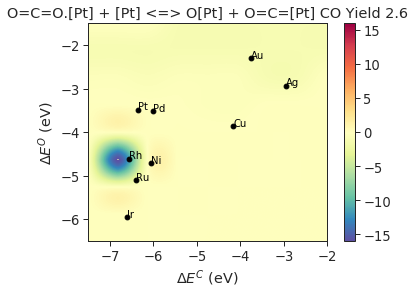 O=C=O.[Pt] + [Pt] <=> O[Pt] + O=C=[Pt] CO Yield 2.6
−2
−3
−4
−5
−6
ΔE^O (eV)
Au
Ag
Pt
Pd
Cu
Rh
Ni
Ru
Ir
−7
−6
−5
−4
−3
−2
ΔE^C (eV)
15
10
5
0
−5
−10
−15